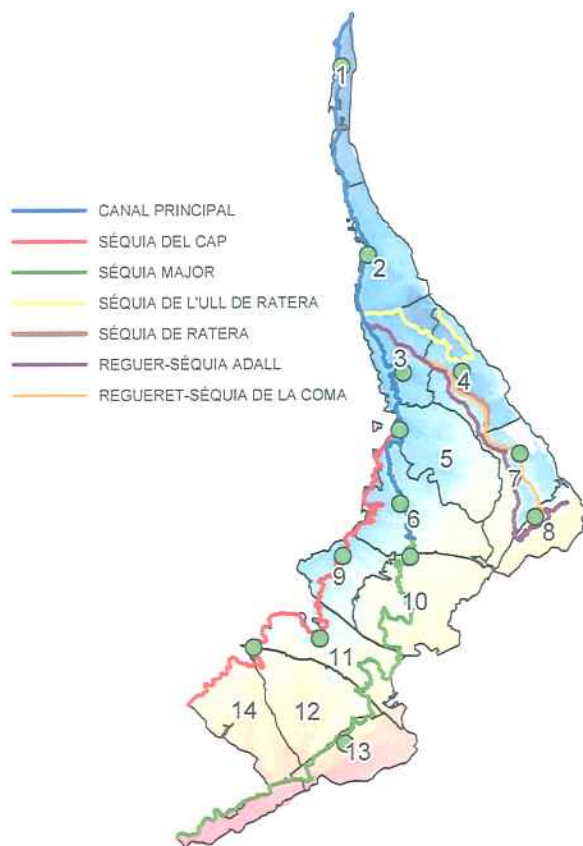 1
CANAL PRINCIPAL
SÉQUIA DEL CAP
SÉQUIA MAJOR
SÉQUIA DE L'ULL DE RATERA
SÉQUIA DE RATERA
REGUER-SÉQUIA ADALL
REGUERET-SÉQUIA DE LA COMA
2
3
4
5
7
6
8
9
10
11
14
12
13